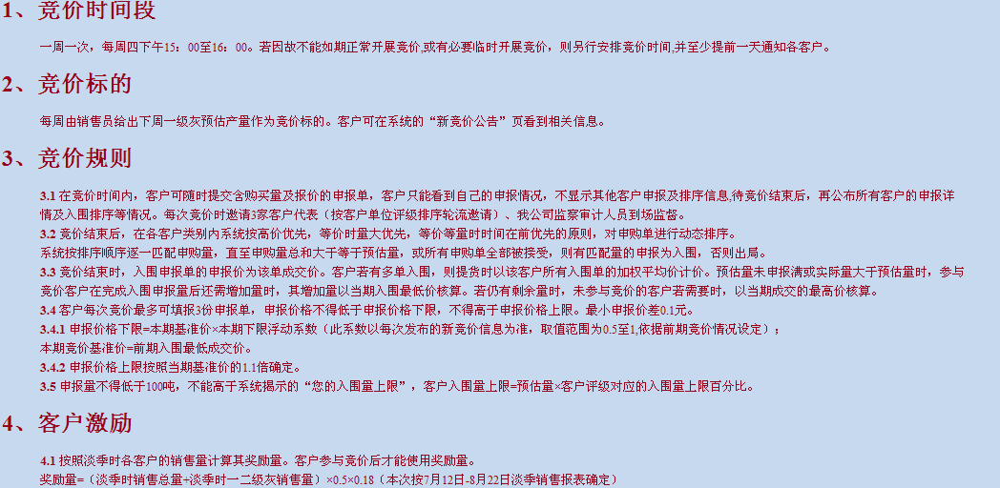 1、竞价时间段
一周一次，每周四下午15：00至16：00。若因故不能如期正常开展竞价,或有必要临时开展竞价，则另行安排竞价时间,并至少提前一天通知各客户。
2、竞价标的
每周由销售员给出下周一级灰预估产量作为竞价标的。客户可在系统的“新竞价公告”页看到相关信息。
3、竞价规则
3.1 在竞价时间内，客户可随时提交含购买量及报价的申报单，客户只能看到自己的申报情况，不显示其他客户申报及排序信息,待竞价结束后，再公布所有客户的申报详
情及入围排序等情况。每次竞价时邀请3家客户代表（按客户单位评级排序轮流邀请）、我公司监察审计人员到场监督。
3.2 竞价结束后，在各客户类别内系统按高价优先，等价时量大优先，等价等量时时间在前优先的原则，对申购单进行动态排序。
系统按排序顺序逐一匹配申购量，直至申购量总和大于等于预估量，或所有申购单全部被接受，则有匹配量的申报为入围，否则出局。
3.3 竞价结束时，入围申报单的申报价为该单成交价。客户若有多单入围，则提货时以该客户所有入围单的加权平均价计价。预估量未申报满或实际量大于预估量时，参与
竞价客户在完成入围申报量后还需增加量时，其增加量以当期入围最低价核算。若仍有剩余量时，未参与竞价的客户若需要时，以当期成交的最高价核算。
3.4 客户每次竞价最多可填报3份申报单，申报价格不得低于申报价格下限，不得高于申报价格上限。最小申报价差0.1元。
3.4.1 申报价格下限=本期基准价×本期下限浮动系数（此系数以每次发布的新竞价信息为准，取值范围为0.5至1,依据前期竞价情况设定）；
本期竞价基准价=前期入围最低成交价。
3.4.2 申报价格上限按照当期基准价的1.1倍确定。
3.5 申报量不得低于100吨，不能高于系统揭示的“您的入围量上限”，客户入围量上限=预估量×客户评级对应的入围量上限百分比。
4、客户激励
4.1 按照淡季时各客户的销售量计算其奖励量。客户参与竞价后才能使用奖励量。
奖励量=（淡季时销售总量+淡季时一二级灰销售量）×0.5×0.18（本次按7月12日-8月22日淡季销售报表确定）